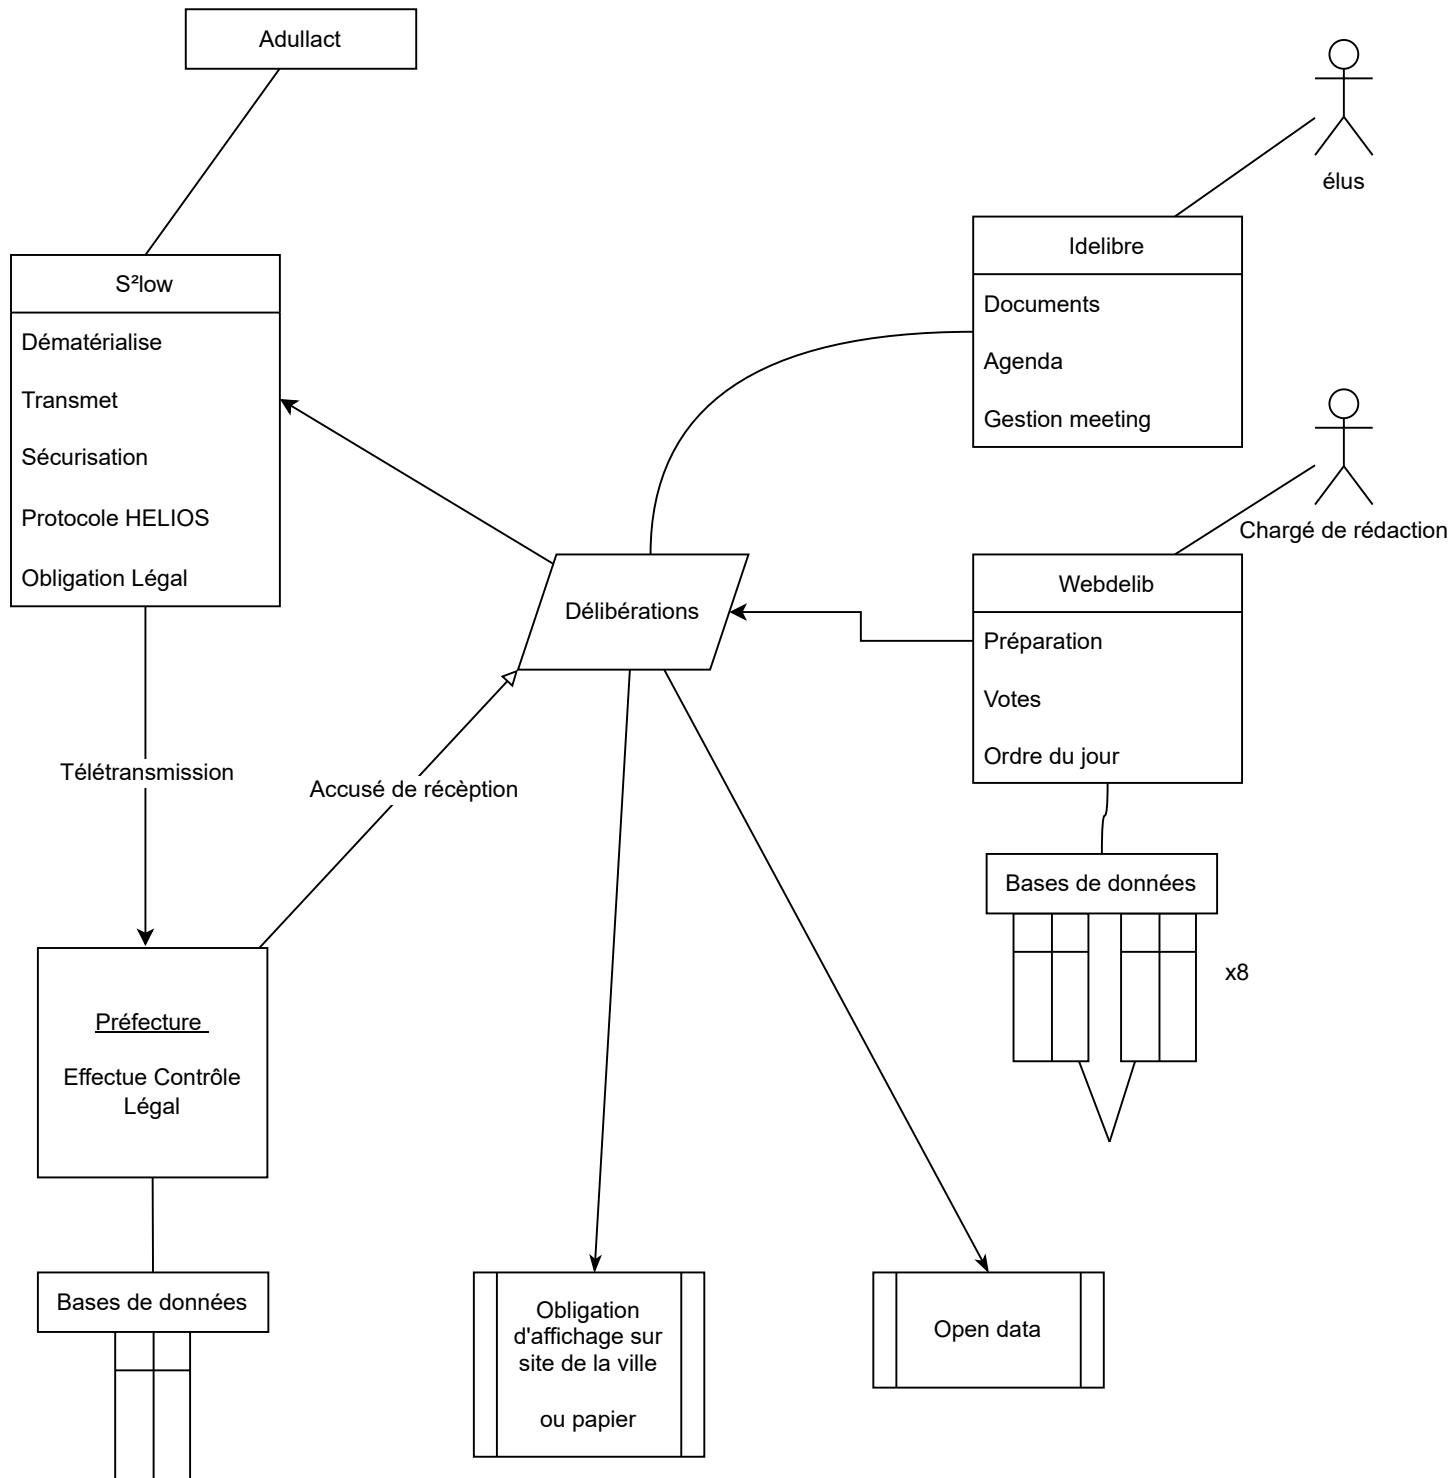 Adullact
élus
S²low
Dématérialise
Transmet
Sécurisation
Protocole HELIOS
Obligation Légal
Idelibre
Documents
Agenda
Gestion meeting
Chargé de rédaction
Délibérations
Webdelib
Préparation
Votes
Ordre du jour
Télétransmission
Accusé de récèption
Bases de données
x8
Préfecture
Effectue Contrôle
Légal
Bases de données
Obligation
d'affichage sur
site de la ville
ou papier
Open data